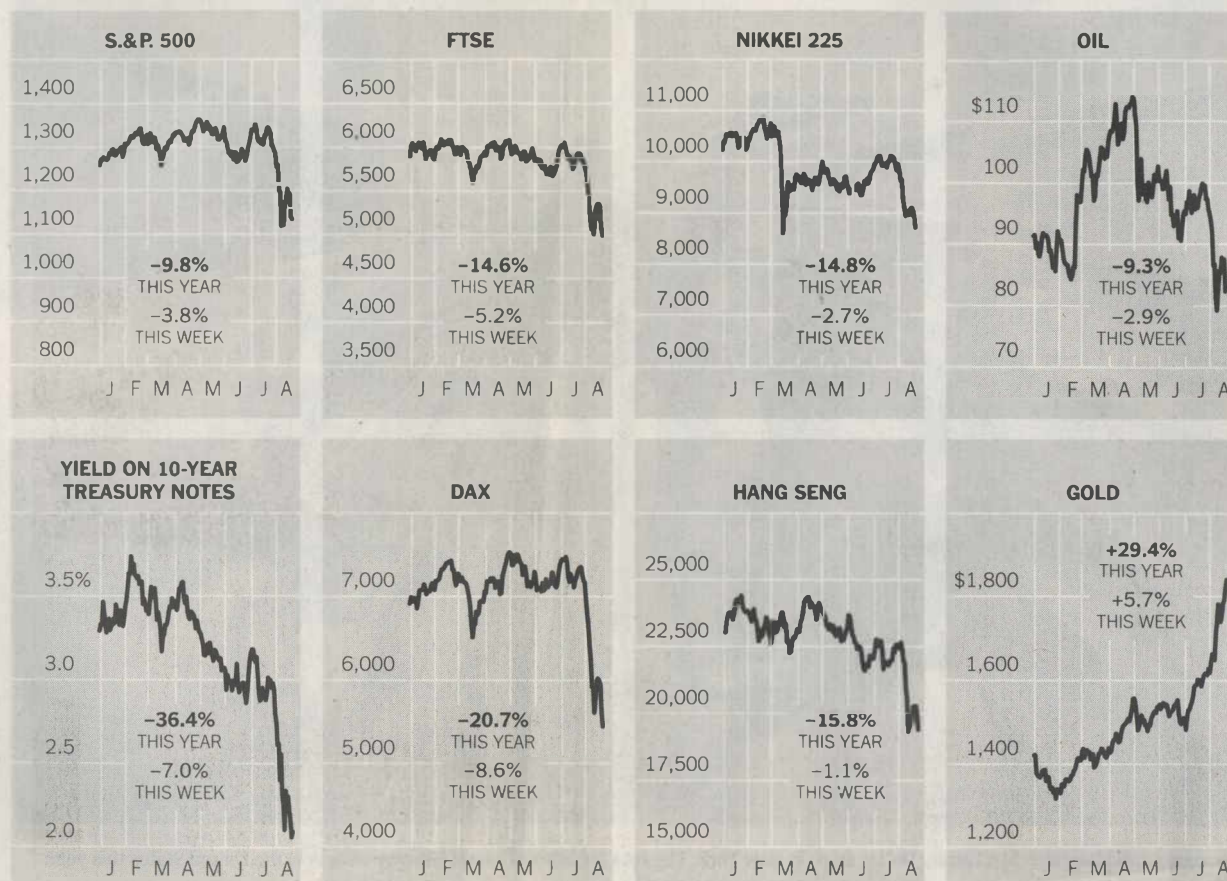 S.&P. 500
1,400
1,300
1,200
1,100
1,000
900
800
–9.8%
THIS YEAR
–3.8%
THIS WEEK
J F M A M J J A
FTSE
6,500
6,000
5,500
5,000
4,500
4,000
3,500
–14.6%
THIS YEAR
–5.2%
THIS WEEK
J F M A M J J A
NIKKEI 225
11,000
10,000
9,000
8,000
7,000
6,000
–14.8%
THIS YEAR
–2.7%
THIS WEEK
J F M A M J J A
OIL
$110
100
90
80
70
–9.3%
THIS YEAR
–2.9%
THIS WEEK
J F M A M J J A
YIELD ON 10-YEAR
TREASURY NOTES
3.5%
3.0
2.5
2.0
–36.4%
THIS YEAR
–7.0%
THIS WEEK
J F M A M J J A
DAX
7,000
6,000
5,000
4,000
–20.7%
THIS YEAR
–8.6%
THIS WEEK
J F M A M J J A
HANG SENG
25,000
22,500
20,000
17,500
15,000
–15.8%
THIS YEAR
–1.1%
THIS WEEK
J F M A M J J A
GOLD
+29.4%
THIS YEAR
+5.7%
THIS WEEK
$1,800
1,600
1,400
1,200
J F M A M J J A